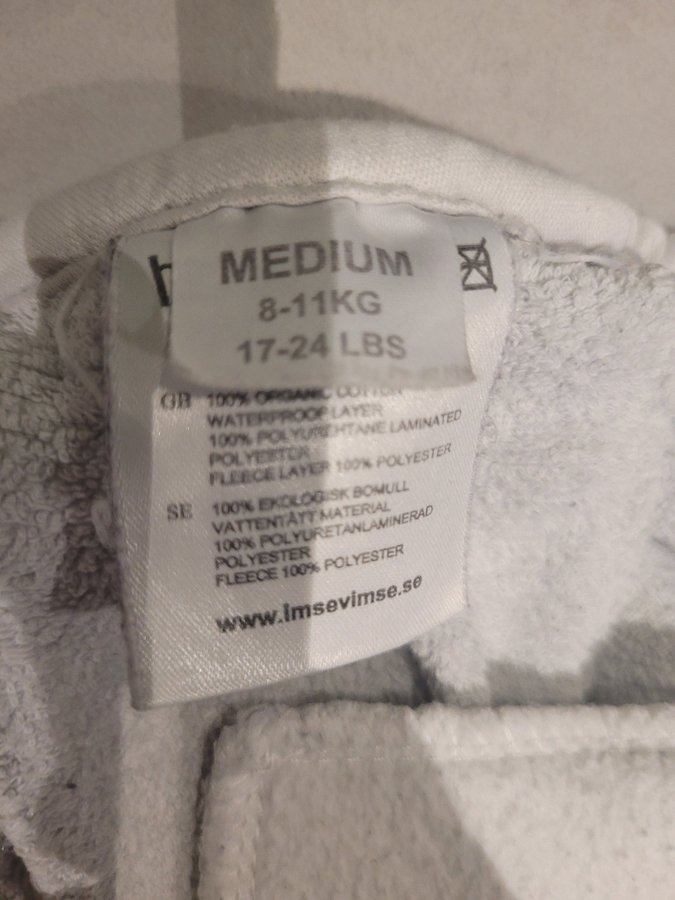 MEDIUM
8-11KG
17-24 LBS
GB 100% ORGANIC COTTON
WATERPROOF LAYER
100% POLYUREHTANE LAMINATED
POLYESTER
FLEECE LAYER 100% POLYESTER
SE 100% EKOLOGISK BOMULL
VATTENTÄTT MATERIAL
100% POLYURETANLAMINERAD
POLYESTER
FLEECE 100% POLYESTER
www.imsevimse.se